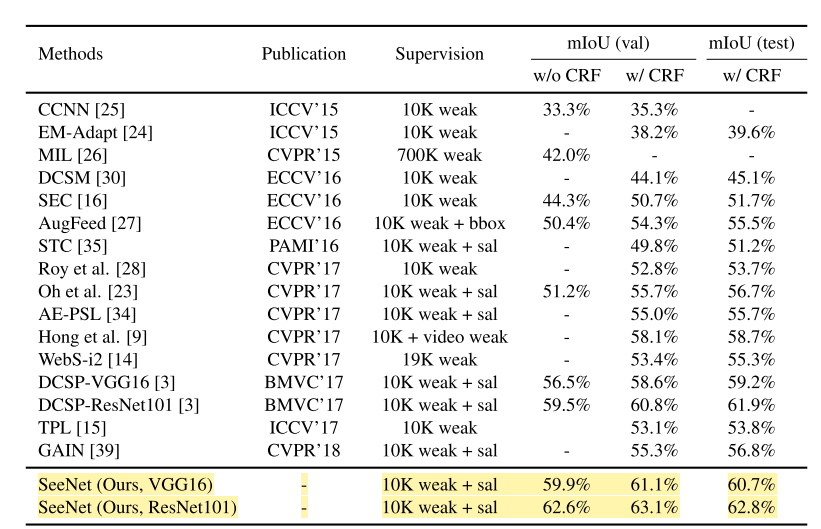 Methods Publication Supervision mIoU (val) mIoU (test)
w/o CRF w/ CRF w/ CRF
CCNN [25] ICCV'15 10K weak 33.3% 35.3% -
EM-Adapt [24] ICCV'15 10K weak - 38.2% 39.6%
MIL [26] CVPR'15 700K weak 42.0% - -
DCSM [30] ECCV'16 10K weak - 44.1% 45.1%
SEC [16] ECCV'16 10K weak 44.3% 50.7% 51.7%
AugFeed [27] ECCV'16 10K weak + bbox 50.4% 54.3% 55.5%
STC [35] PAMI'16 10K weak + sal - 49.8% 51.2%
Roy et al. [28] CVPR'17 10K weak - 52.8% 53.7%
Oh et al. [23] CVPR'17 10K weak + sal 51.2% 55.7% 56.7%
AE-PSL [34] CVPR'17 10K weak + sal - 55.0% 55.7%
Hong et al. [9] CVPR'17 10K + video weak - 58.1% 58.7%
WebS-i2 [14] CVPR'17 19K weak - 53.4% 55.3%
DCSP-VGG16 [3] BMVC'17 10K weak + sal 56.5% 58.6% 59.2%
DCSP-ResNet101 [3] BMVC'17 10K weak + sal 59.5% 60.8% 61.9%
TPL [15] ICCV'17 10K weak 53.1% 53.8%
GAIN [39] CVPR'18 10K weak + sal - 55.3% 56.8%
SeeNet (Ours, VGG16) - 10K weak + sal 59.9% 61.1% 60.7%
SeeNet (Ours, ResNet101) - 10K weak + sal 62.6% 63.1% 62.8%